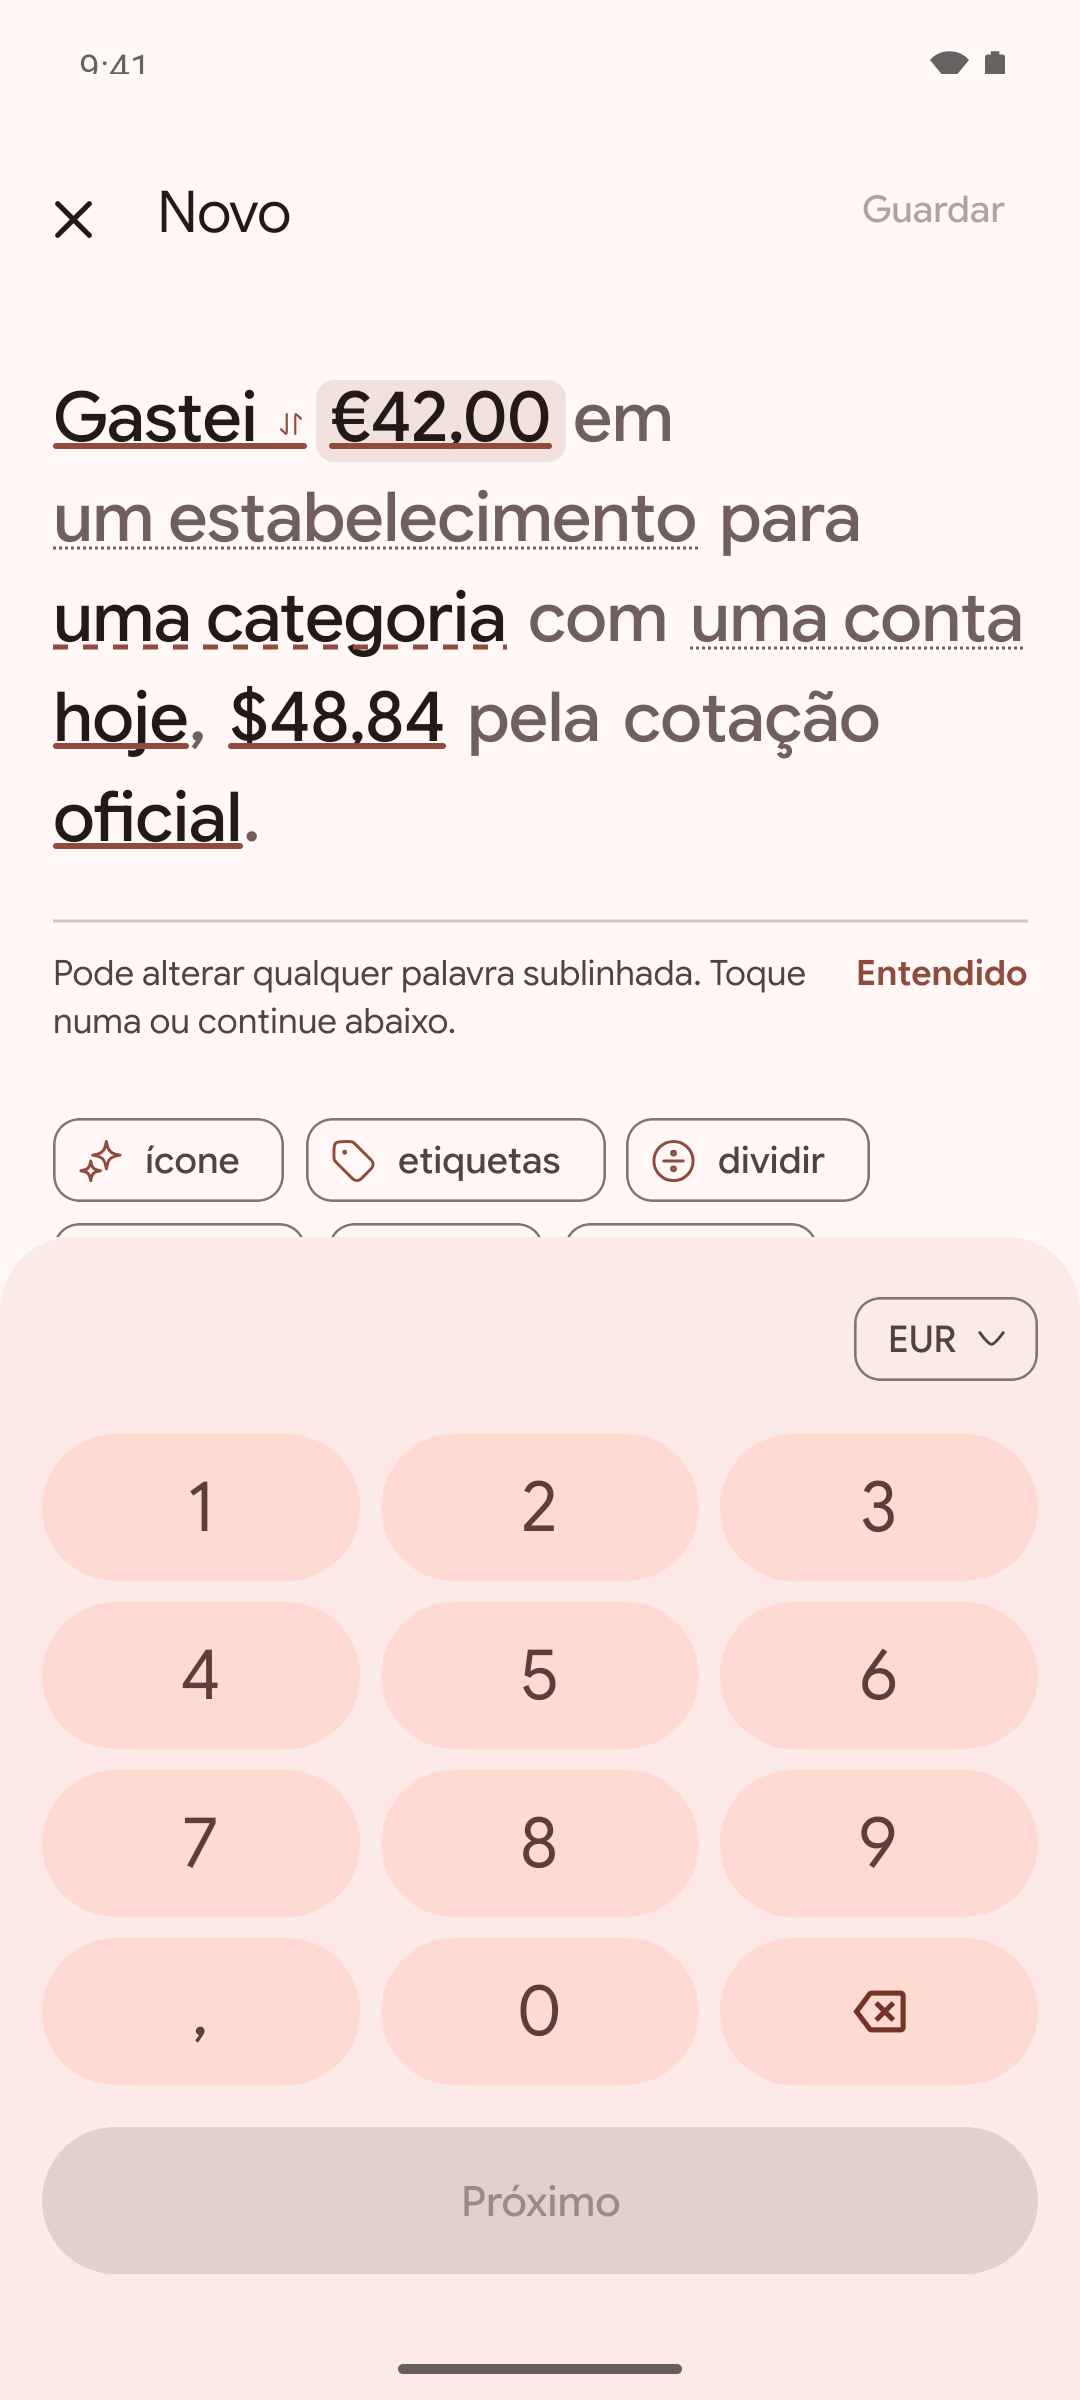 9:41
Novo
Guardar
Gastei €42,00 em
um estabelecimento para
uma categoria com uma conta
hoje, $48,84 pela cotação
oficial.
Pode alterar qualquer palavra sublinhada. Toque
numa ou continue abaixo.
Entendido
ícone
etiquetas
dividir
EUR
1
2
3
4
5
6
7
8
9
,
0
Próximo